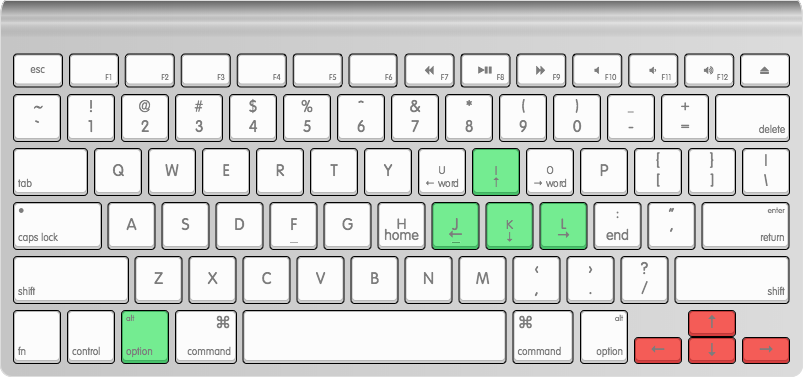 esc F1 F2 F3 F4 F5 F6 F7 F8 F9 F10 F11 F12
~ ! @ # $ % ˆ & * ( ) _ +
` 1 2 3 4 5 6 7 8 9 0 - = delete
Q W E R T Y U I O P { } |
tab ← word ↑ → word [ ] \
A S D F G H J K L : “ enter
caps lock _ home ← _ ↓ → end ‘ return
Z X C V B N M ‹ › ?
shift , . / shift
alt ⌘ ⌘ alt ↑
fn control option command command option ← ↓ →